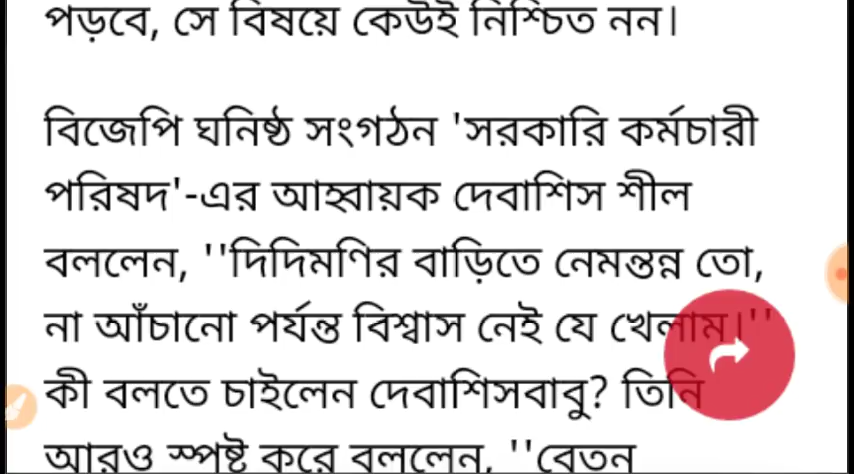 পড়বে, সে বিষয়ে কেউই নিশ্চিত নন।
বিজেপি ঘনিষ্ঠ সংগঠন 'সরকারি কর্মচারী
পরিষদ'-এর আহ্বায়ক দেবাশিস শীল
বললেন, ''দিদিমণির বাড়িতে নেমন্তন্ন তো,
না আঁচানো পর্যন্ত বিশ্বাস নেই যে খেলাম।''
কী বলতে চাইলেন দেবাশিসবাবু? তিনি
আরও স্পষ্ট করে বললেন, ''বেতন